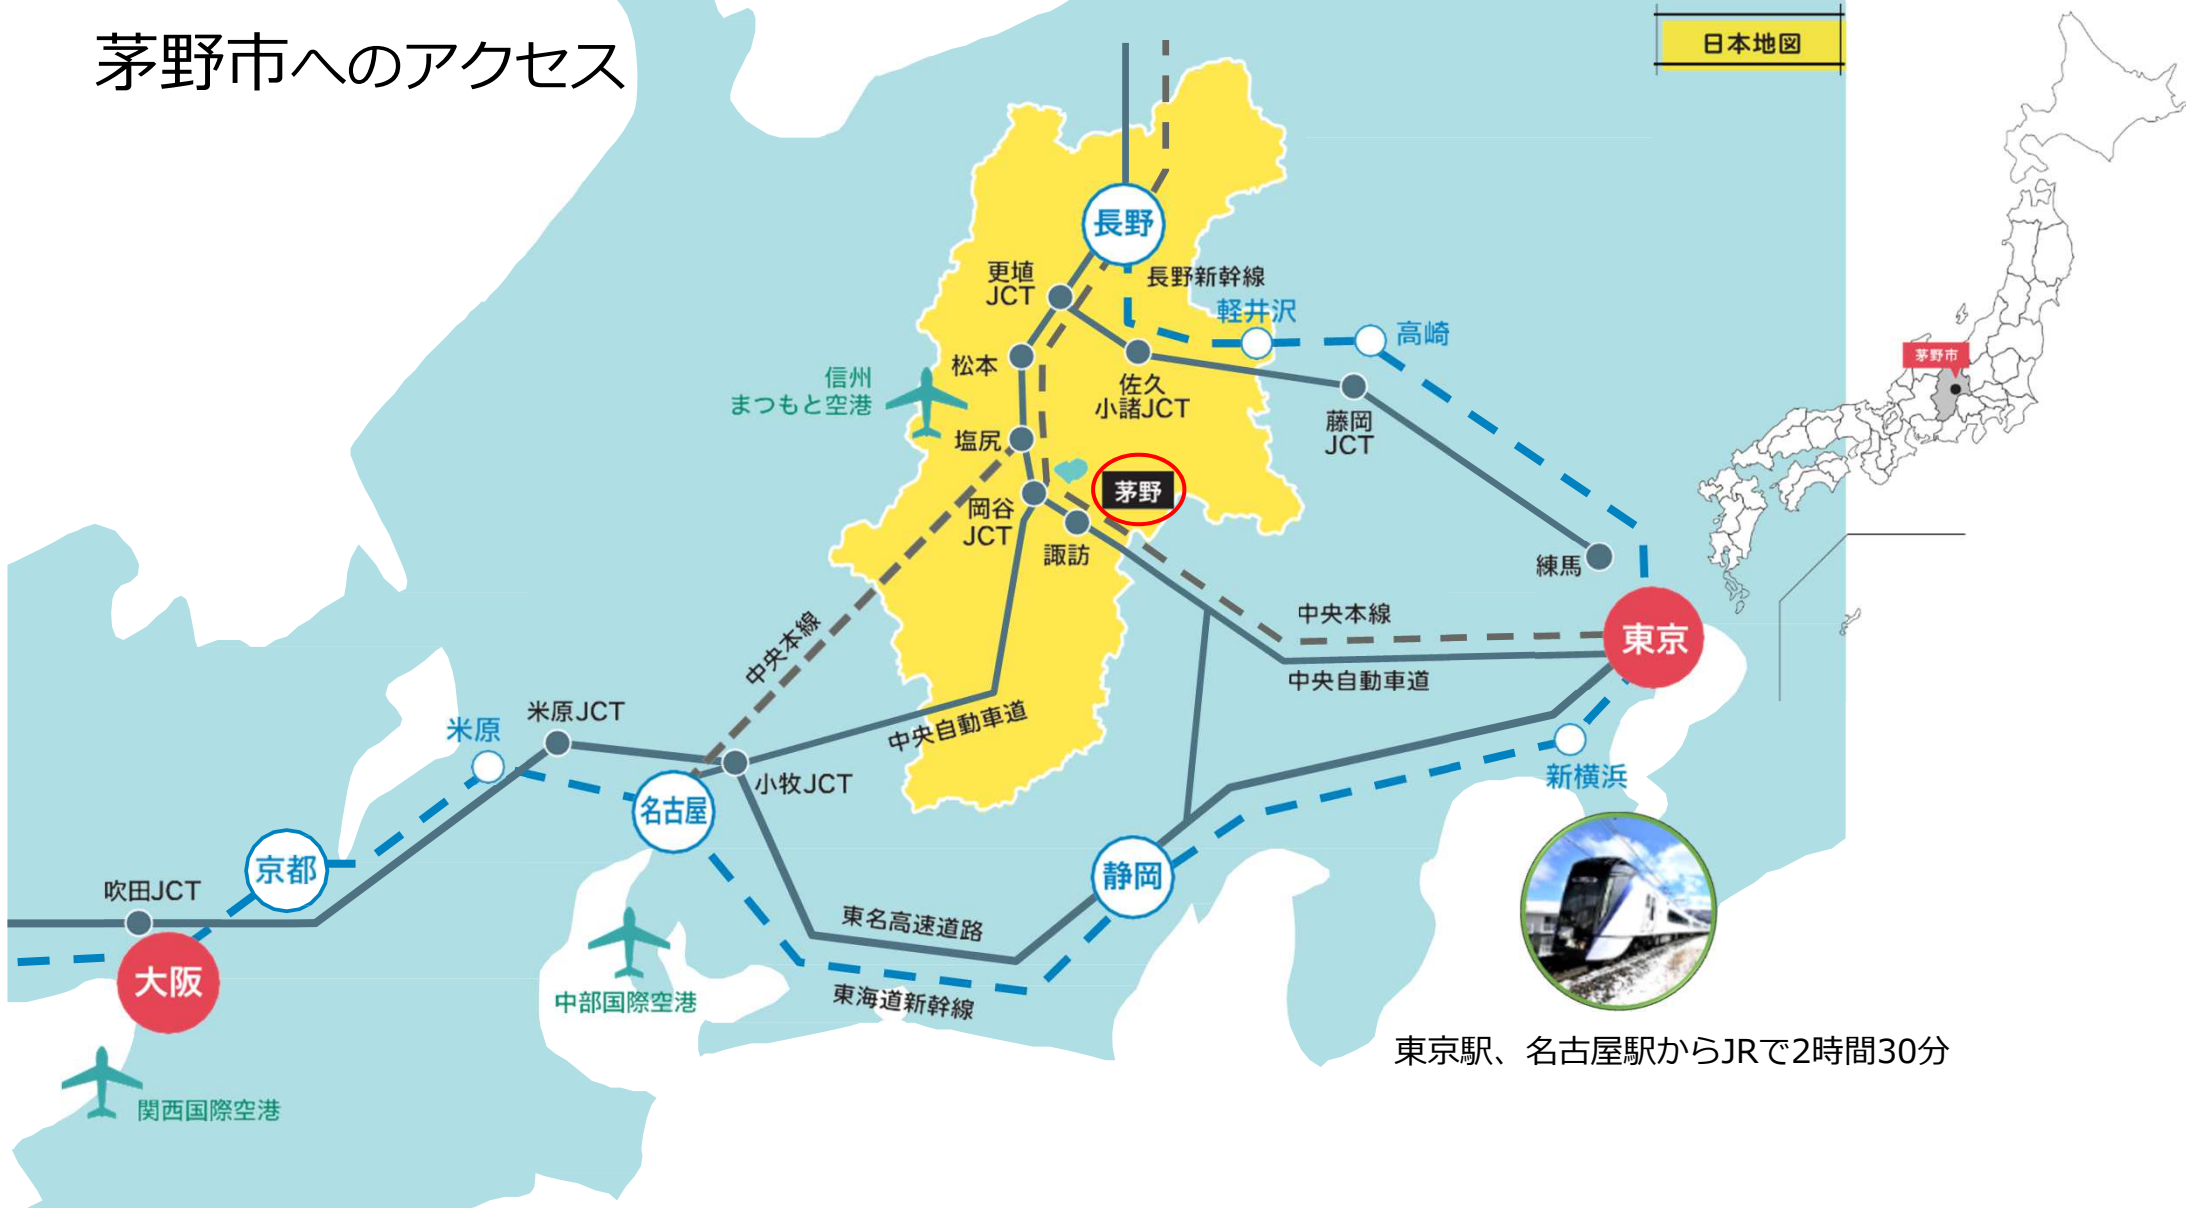 茅野市へのアクセス
日本地図
長野
更埴
JCT
長野新幹線
軽井沢
高崎
松本
信州
まつもと空港
佐久
小諸JCT
藤岡
JCT
茅野市
塩尻
茅野
岡谷
JCT
諏訪
練馬
中央本線
東京
中央本線
中央自動車道
米原JCT
米原
中央自動車道
小牧JCT
新横浜
名古屋
京都
静岡
吹田JCT
東名高速道路
大阪
中部国際空港
東海道新幹線
東京駅、名古屋駅からJRで2時間30分
関西国際空港